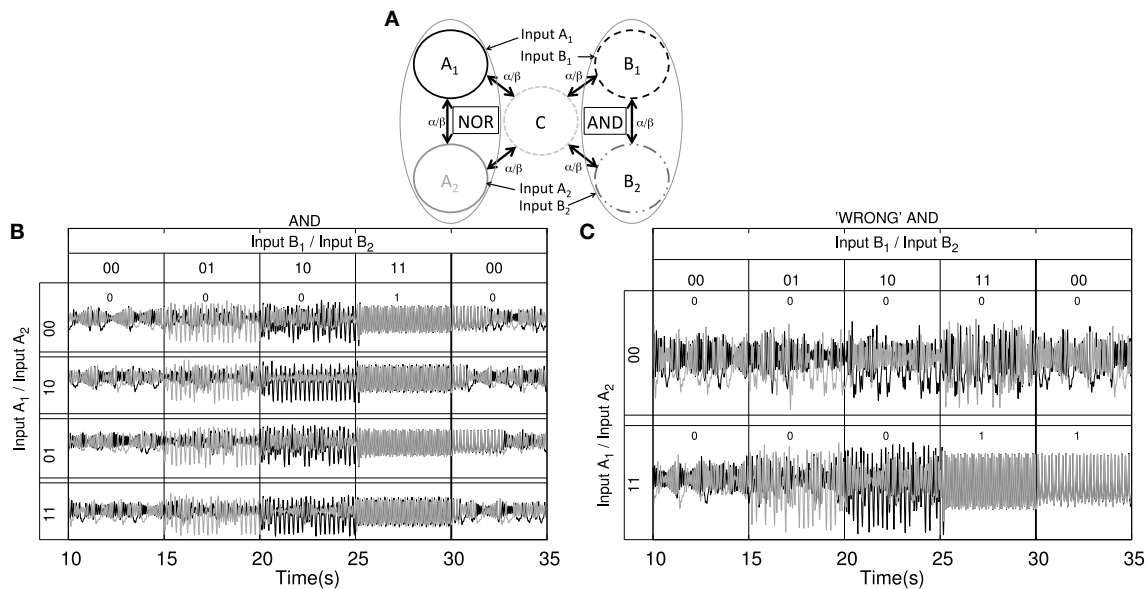 A
Input A₁
Input B₁
A₁
B₁
α/β
α/β
α/β
NOR
C
AND
α/β
α/β
α/β
A₂
B₂
Input A₂
Input B₂
B
AND
Input B₁ / Input B₂
00 01 10 11 00
0 0 0 1 0
Input A₁ / Input A₂
00
10
01
11
10 15 20 25 30 35
Time(s)
C
'WRONG' AND
Input B₁ / Input B₂
00 01 10 11 00
0 0 0 0 0
Input A₁ / Input A₂
00
0 0 0 1 1
11
10 15 20 25 30 35
Time(s)